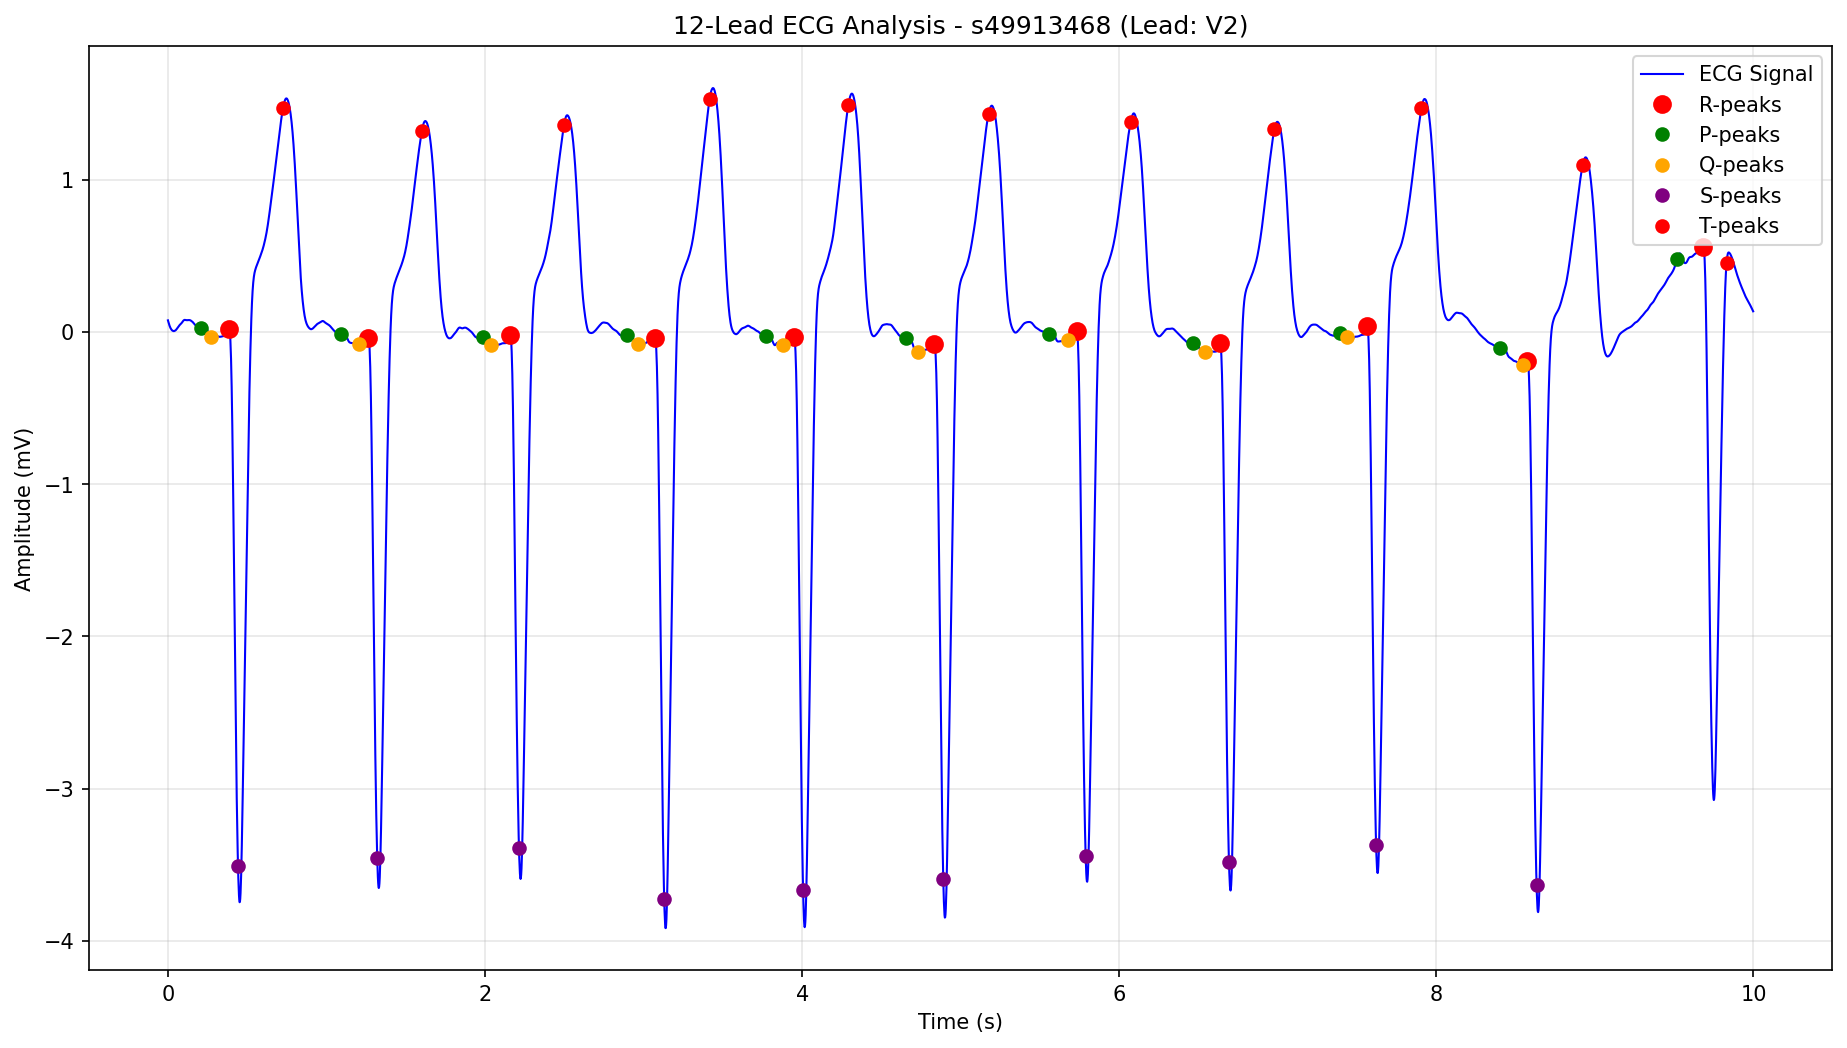 12-Lead ECG Analysis - s49913468 (Lead: V2)
ECG Signal
R-peaks
P-peaks
Q-peaks
S-peaks
T-peaks
Amplitude (mV)
1
0
−1
−2
−3
−4
0 2 4 6 8 10
Time (s)